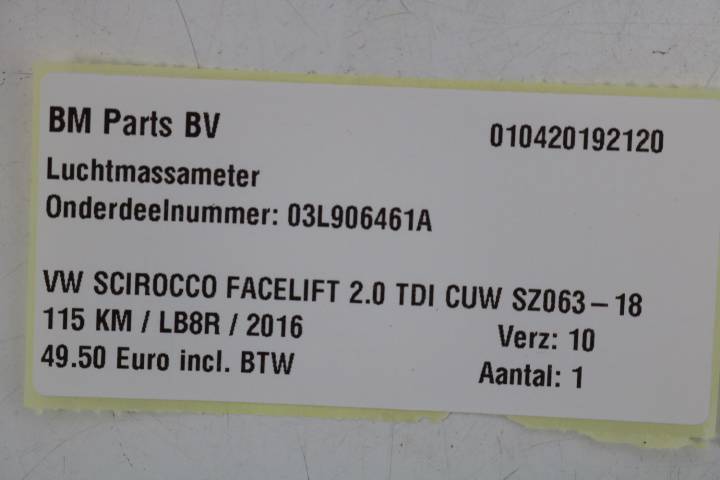 BM Parts BV 010420192120
Luchtmassameter
Onderdeelnummer: 03L906461A
VW SCIROCCO FACELIFT 2.0 TDI CUW SZ063-18
115 KM / LB8R / 2016 Verz: 10
49.50 Euro incl. BTW Aantal: 1